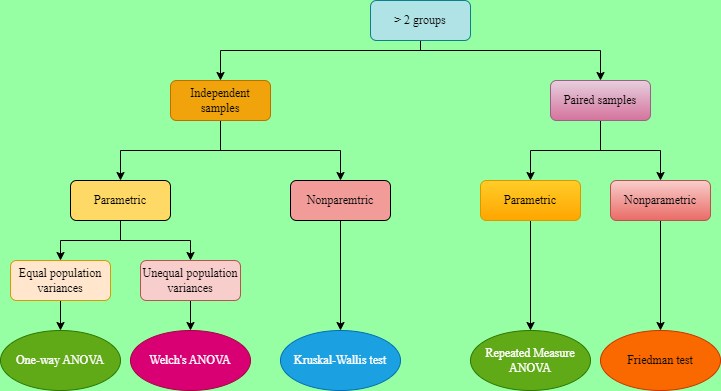 > 2 groups
Independent
samples
Paired samples
Parametric
Nonparemtric
Parametric
Nonparametric
Equal population
variances
Unequal population
variances
One-way ANOVA
Welch's ANOVA
Kruskal-Wallis test
Repeated Measure
ANOVA
Friedman test